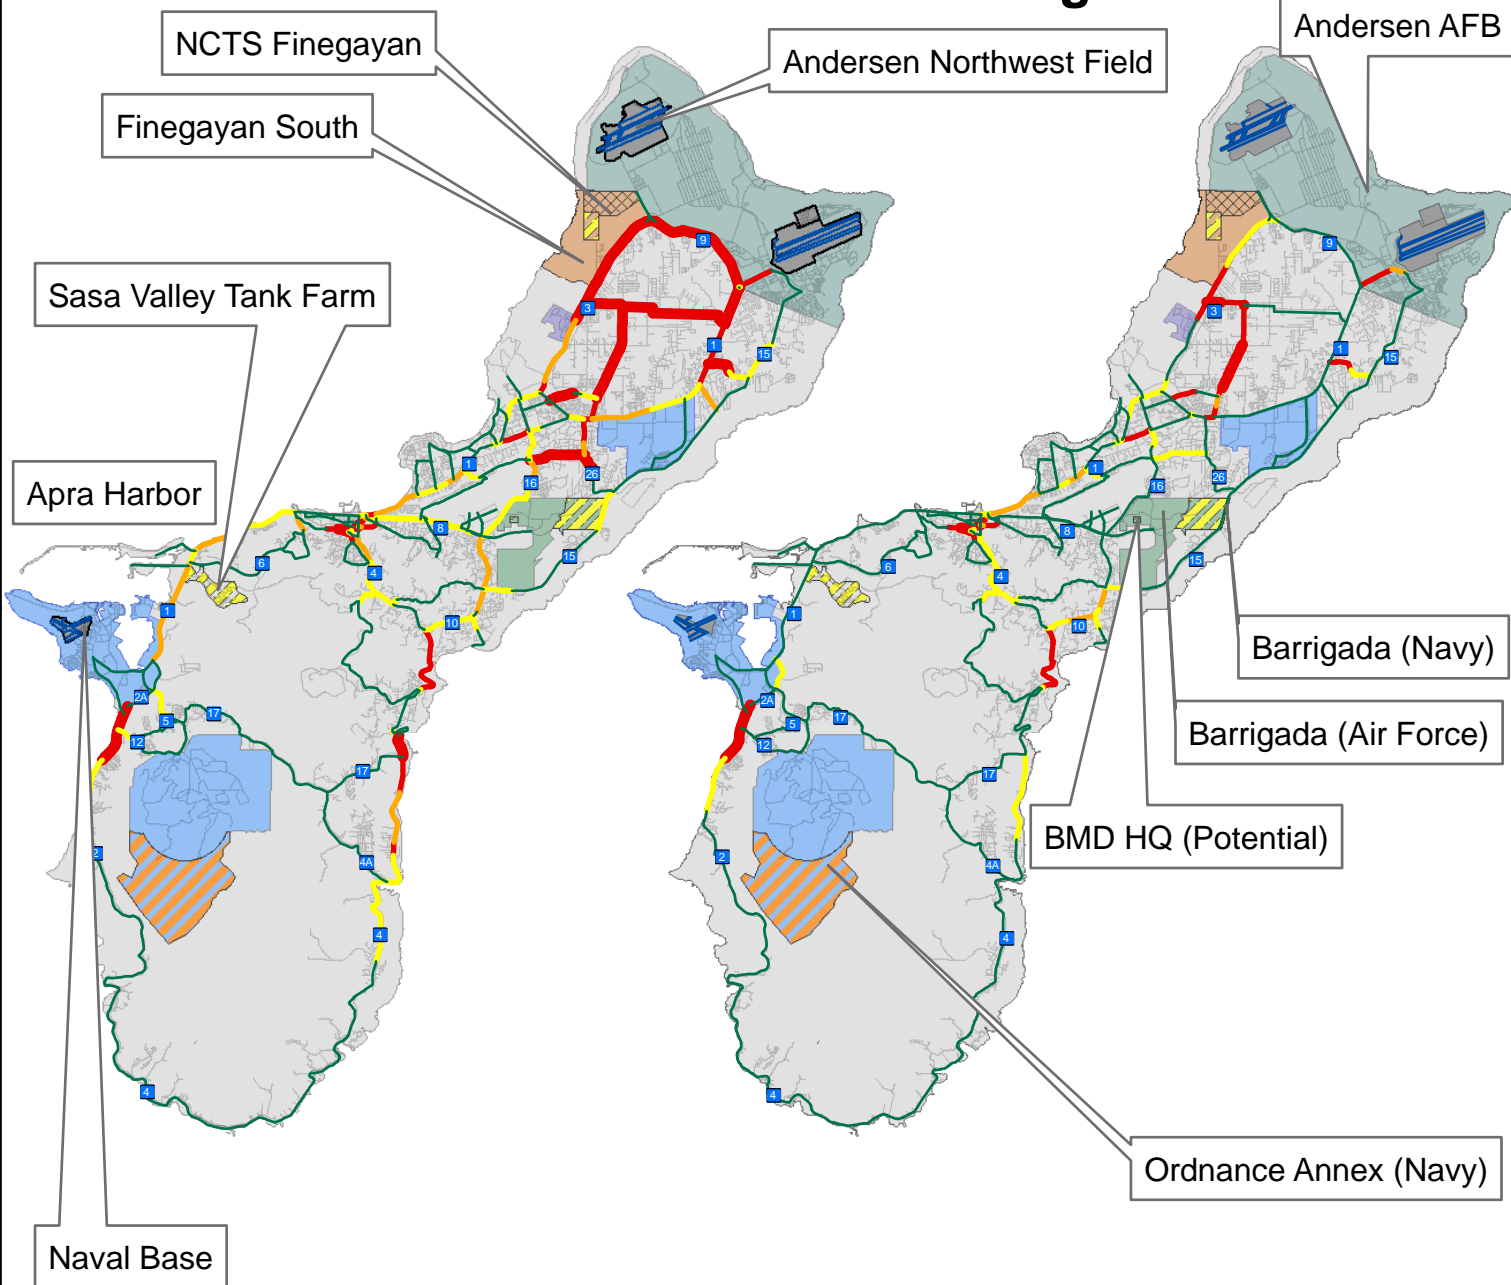 Andersen AFB
NCTS Finegayan
Andersen Northwest Field
Finegayan South
Sasa Valley Tank Farm
Apra Harbor
Barrigada (Navy)
Barrigada (Air Force)
BMD HQ (Potential)
Ordnance Annex (Navy)
Naval Base
9
3
1
15
1
16
26
8
15
6
4
1
10
2A
5
17
12
17
2
4A
4
4
9
3
1
15
1
16
26
8
15
6
4
1
10
2A
5
17
12
17
2
4A
4
4